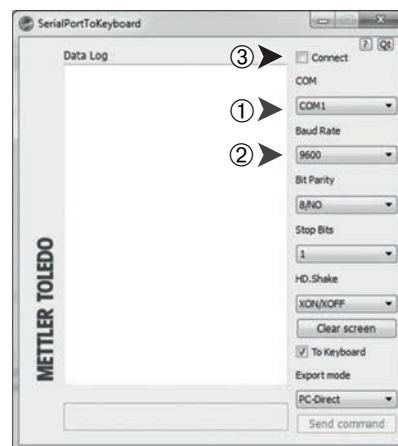 SerialPortToKeyboard
? Qt
Data Log
③ Connect
COM
① COM1
Baud Rate
② 9600
Bit Parity
8/NO
Stop Bits
1
HD.Shake
XON/XOFF
Clear screen
To Keyboard
Export mode
PC-Direct
Send command
METTLER TOLEDO